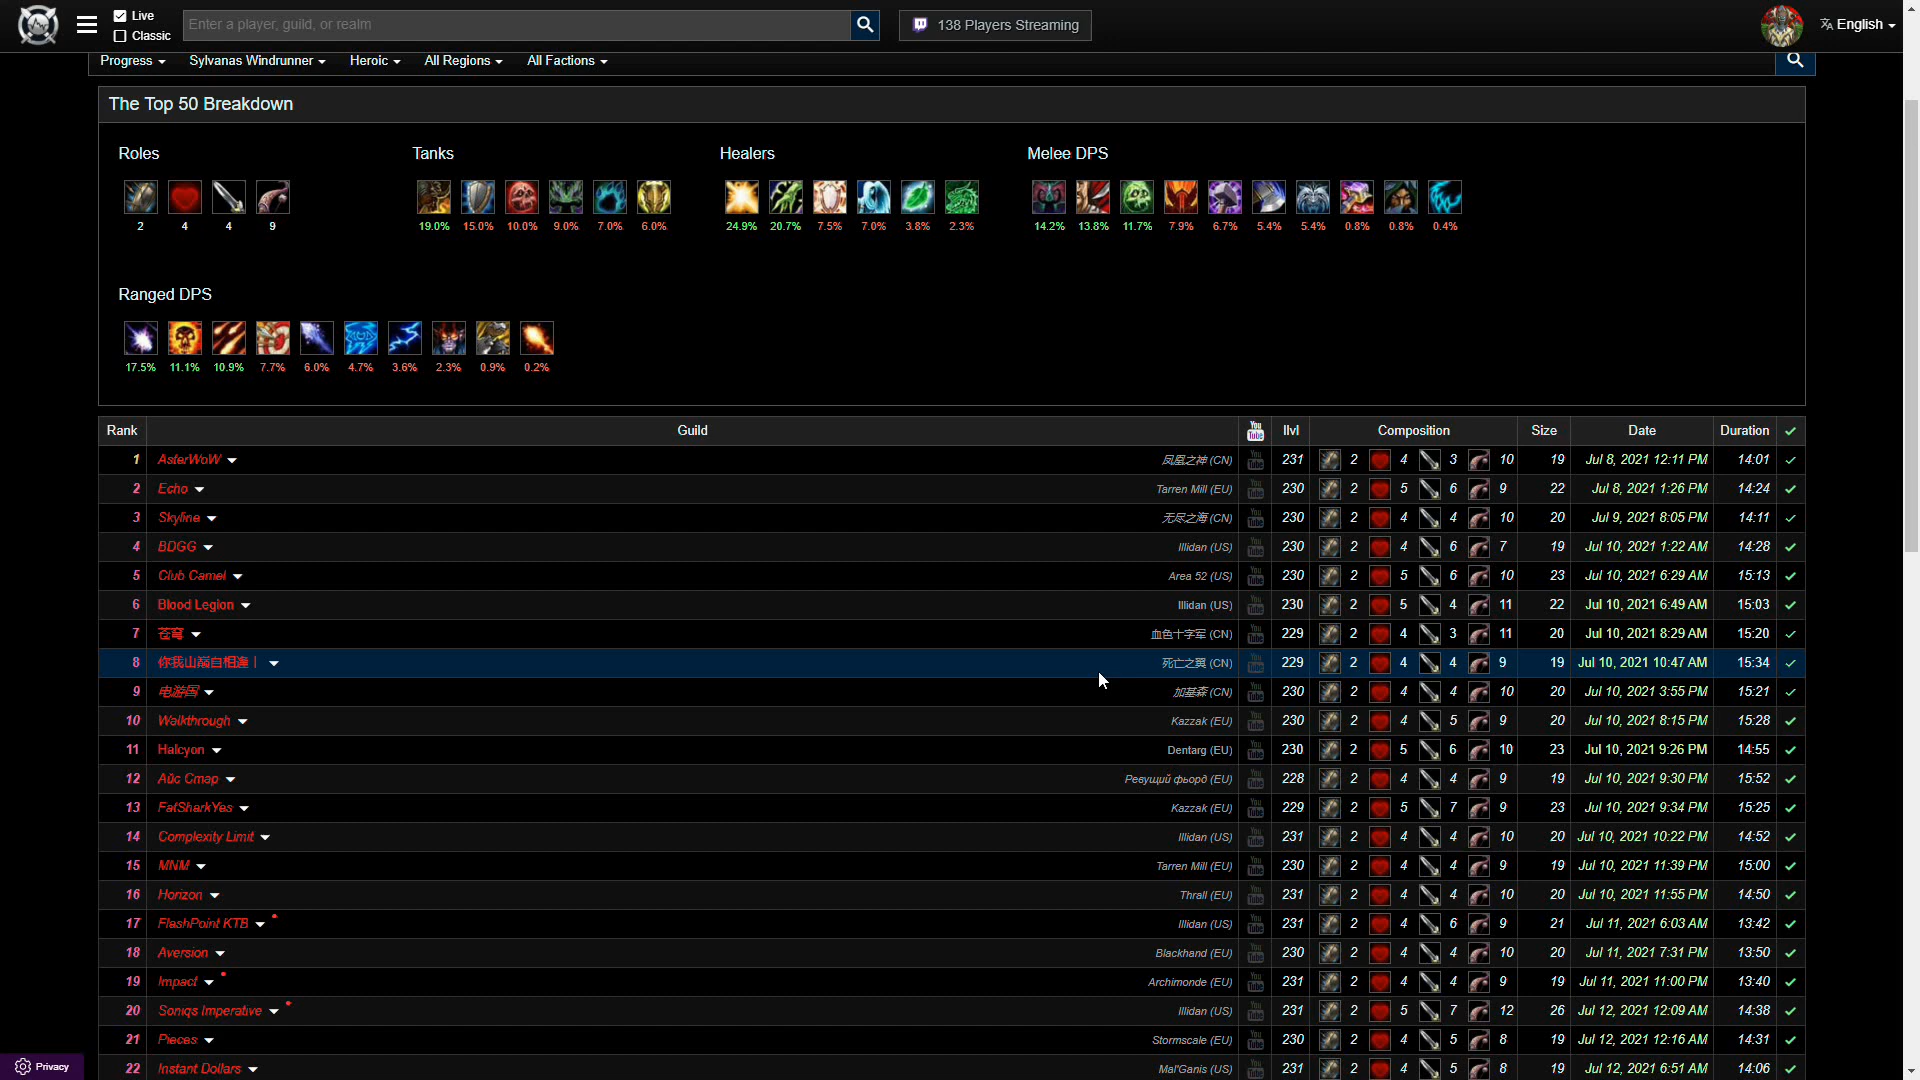 Live
Classic
Enter a player, guild, or realm
138 Players Streaming
English
Progress Sylvanas Windrunner Heroic All Regions All Factions
The Top 50 Breakdown
Roles Tanks Healers Melee DPS
2 4 4 9 19.0% 15.0% 10.0% 9.0% 7.0% 6.0% 24.9% 20.7% 7.5% 7.0% 3.8% 2.3% 14.2% 13.8% 11.7% 7.9% 6.7% 5.4% 5.4% 0.8% 0.8% 0.4%
Ranged DPS
17.5% 11.1% 10.9% 7.7% 6.0% 4.7% 3.6% 2.3% 0.9% 0.2%
Rank Guild You Tube Ilvl Composition Size Date Duration
1 AsterWoW 凤凰之神 (CN) 231 2 4 3 10 19 Jul 8, 2021 12:11 PM 14:01
2 Echo Tarren Mill (EU) 230 2 5 6 9 22 Jul 8, 2021 1:26 PM 14:24
3 Skyline 无尽之海 (CN) 230 2 4 4 10 20 Jul 9, 2021 8:05 PM 14:11
4 BDGG Illidan (US) 230 2 4 6 7 19 Jul 10, 2021 1:22 AM 14:28
5 Club Camel Area 52 (US) 230 2 5 6 10 23 Jul 10, 2021 6:29 AM 15:13
6 Blood Legion Illidan (US) 230 2 5 4 11 22 Jul 10, 2021 6:49 AM 15:03
7 苍穹 血色十字军 (CN) 229 2 4 3 11 20 Jul 10, 2021 8:29 AM 15:20
8 你我山巅自相逢丨 死亡之翼 (CN) 229 2 4 4 9 19 Jul 10, 2021 10:47 AM 15:34
9 电游国 加基森 (CN) 230 2 4 4 10 20 Jul 10, 2021 3:55 PM 15:21
10 Walkthrough Kazzak (EU) 230 2 4 5 9 20 Jul 10, 2021 8:15 PM 15:28
11 Halcyon Dentarg (EU) 230 2 5 6 10 23 Jul 10, 2021 9:26 PM 14:55
12 Айс Стар Ревущий фьорд (EU) 228 2 4 4 9 19 Jul 10, 2021 9:30 PM 15:52
13 FatSharkYes Kazzak (EU) 229 2 5 7 9 23 Jul 10, 2021 9:34 PM 15:25
14 Complexity Limit Illidan (US) 231 2 4 4 10 20 Jul 10, 2021 10:22 PM 14:52
15 MNM Tarren Mill (EU) 230 2 4 4 9 19 Jul 10, 2021 11:39 PM 15:00
16 Horizon Thrall (EU) 231 2 4 4 10 20 Jul 10, 2021 11:55 PM 14:50
17 FlashPoint KTB Illidan (US) 231 2 4 6 9 21 Jul 11, 2021 6:03 AM 13:42
18 Aversion Blackhand (EU) 230 2 4 4 10 20 Jul 11, 2021 7:31 PM 13:50
19 Impact Archimonde (EU) 231 2 4 4 9 19 Jul 11, 2021 11:00 PM 13:40
20 Soniqs Imperative Illidan (US) 231 2 5 7 12 26 Jul 12, 2021 12:09 AM 14:38
21 Pieces Stormscale (EU) 230 2 4 5 8 19 Jul 12, 2021 12:16 AM 14:31
22 Instant Dollars Mal'Ganis (US) 231 2 4 5 8 19 Jul 12, 2021 6:51 AM 14:06
Privacy